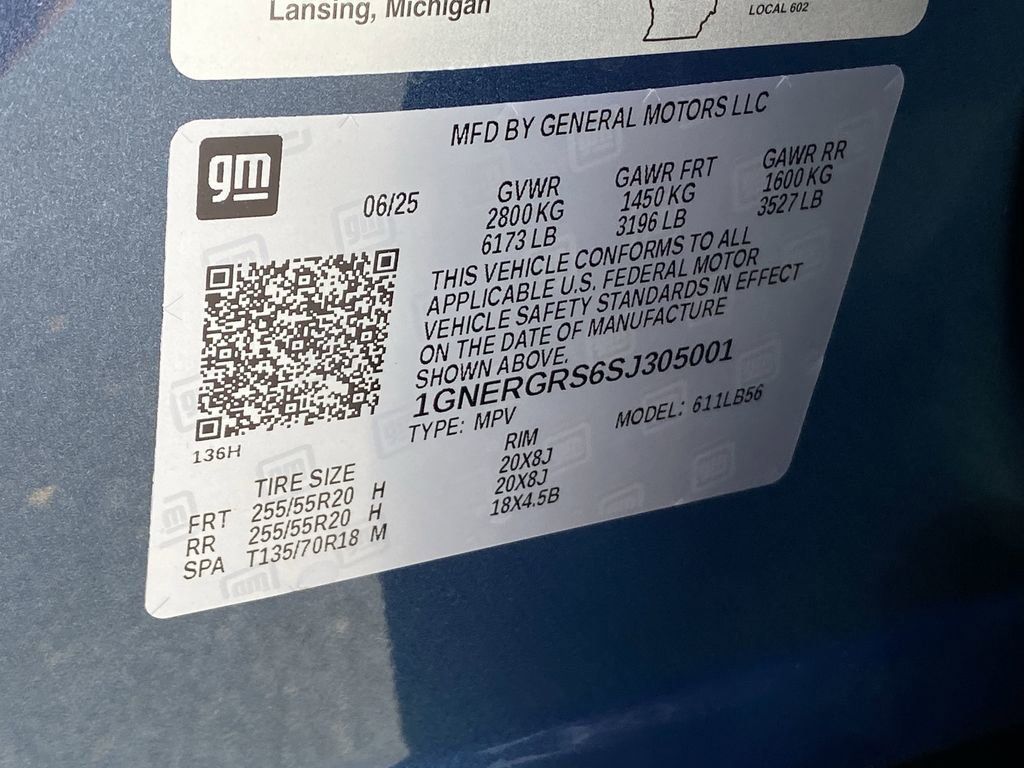 Lansing, Michigan
LOCAL 602
MFD BY GENERAL MOTORS LLC
gm
06/25
GVWR
2800 KG
6173 LB
GAWR FRT
1450 KG
3196 LB
GAWR RR
1600 KG
3527 LB
THIS VEHICLE CONFORMS TO ALL
APPLICABLE U.S. FEDERAL MOTOR
VEHICLE SAFETY STANDARDS IN EFFECT
ON THE DATE OF MANUFACTURE
SHOWN ABOVE.
1GNERGRS6SJ305001
TYPE: MPV
MODEL: 611LB56
136H
TIRE SIZE
RIM
FRT 255/55R20 H 20X8J
RR 255/55R20 H 20X8J
SPA T135/70R18 M 18X4.5B